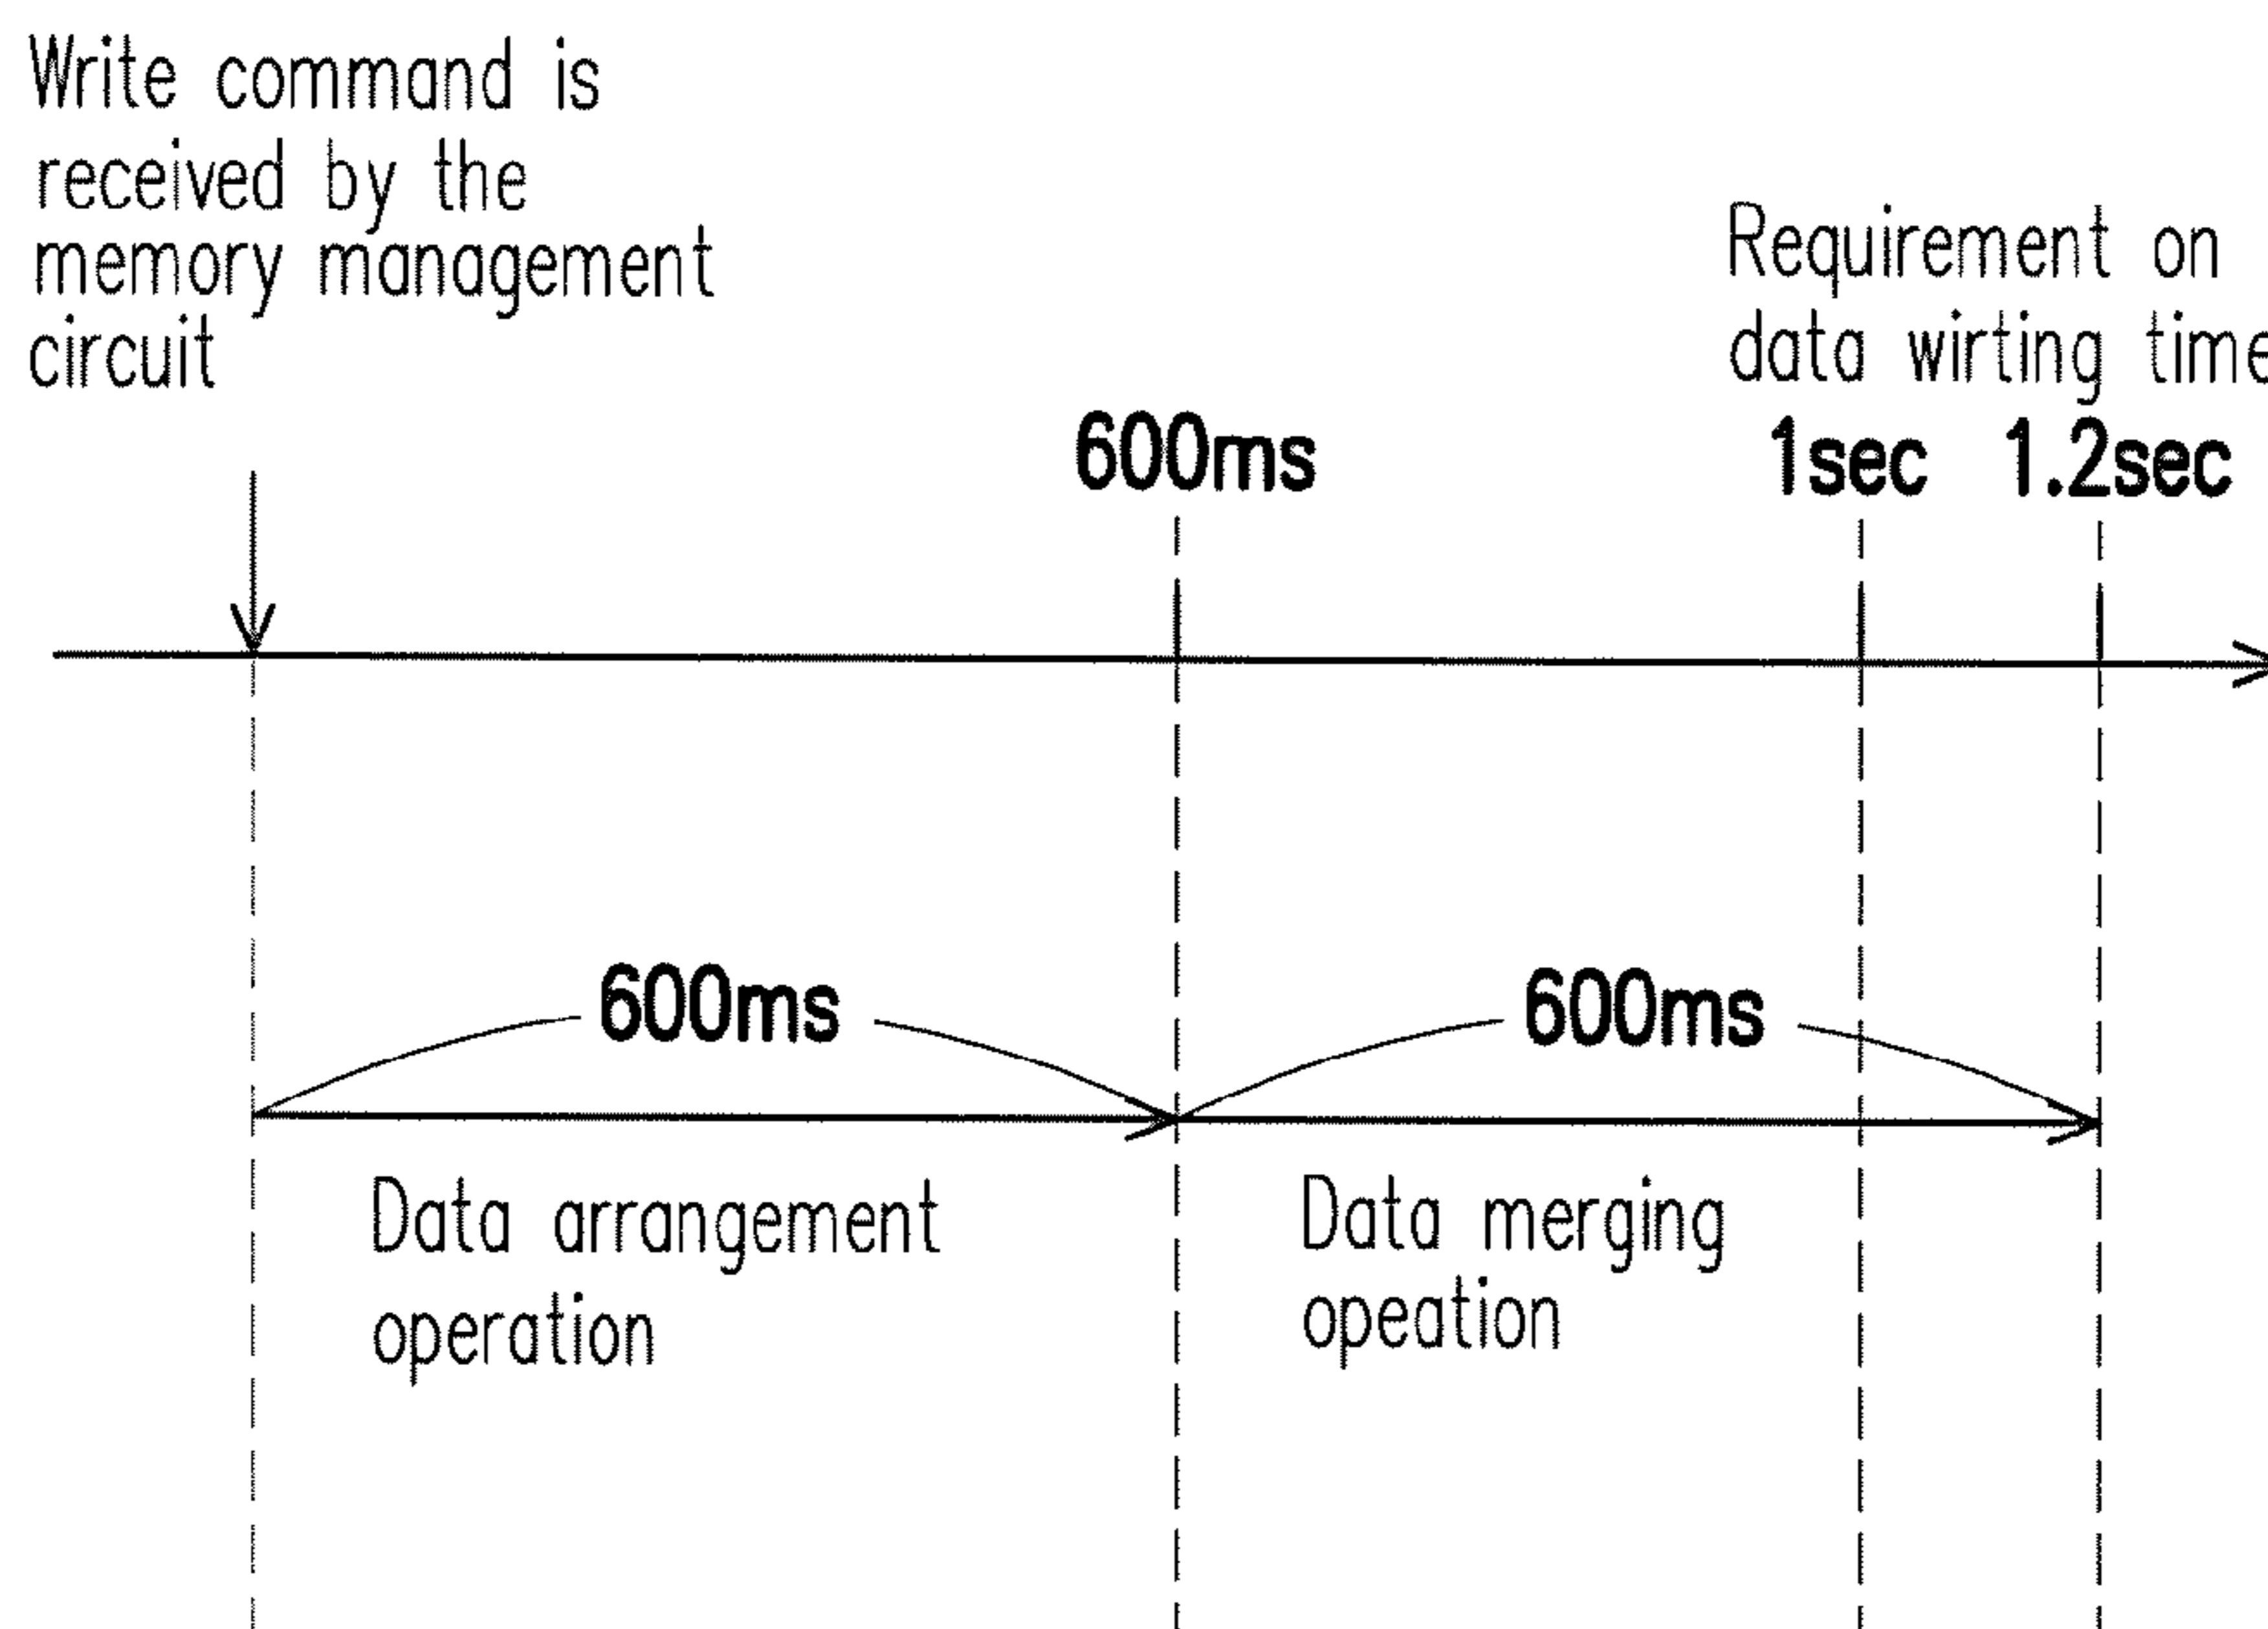 Write command is
received by the
memory management
circuit
Requirement on
data wirting time
600ms
1sec 1.2sec
600ms
600ms
Data arrangement
operation
Data merging
opeation